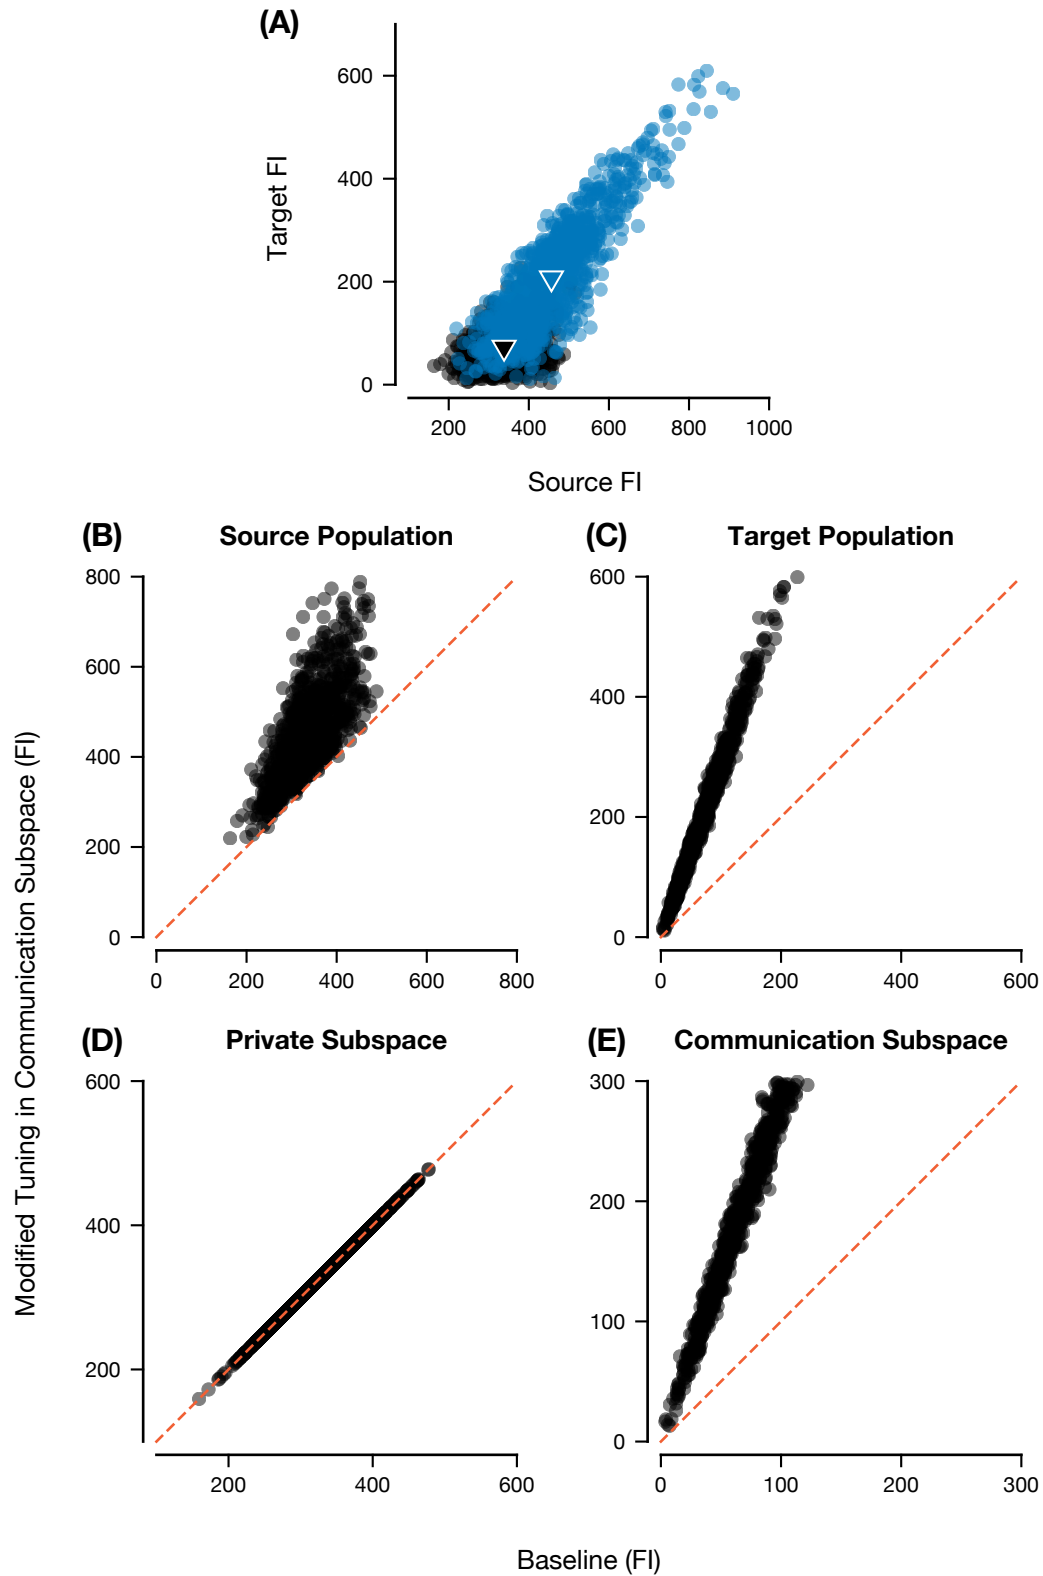 (A)
Target FI
600
400
200
0
200 400 600 800 1000
Source FI
Modified Tuning in Communication Subspace (FI)
(B) Source Population
800
600
400
200
0
0 200 400 600 800
(C) Target Population
600
400
200
0
0 200 400 600
(D) Private Subspace
600
400
200
200 400 600
(E) Communication Subspace
300
200
100
0
0 100 200 300
Baseline (FI)